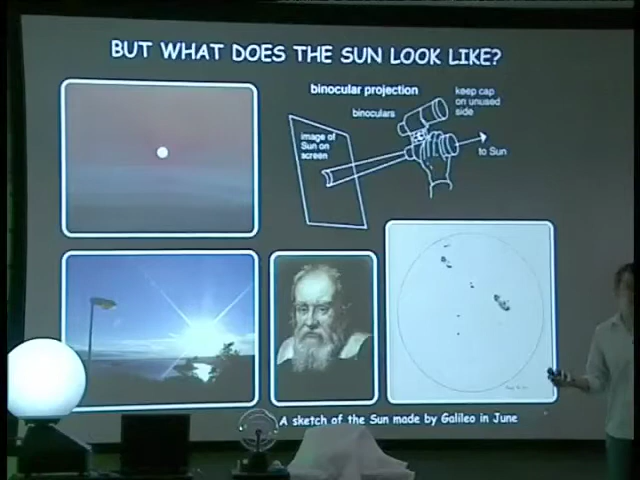 BUT WHAT DOES THE SUN LOOK LIKE?
binocular projection
keep cap
on unused
side
binoculars
image of
Sun on
screen
to Sun
A sketch of the Sun made by Galileo in June